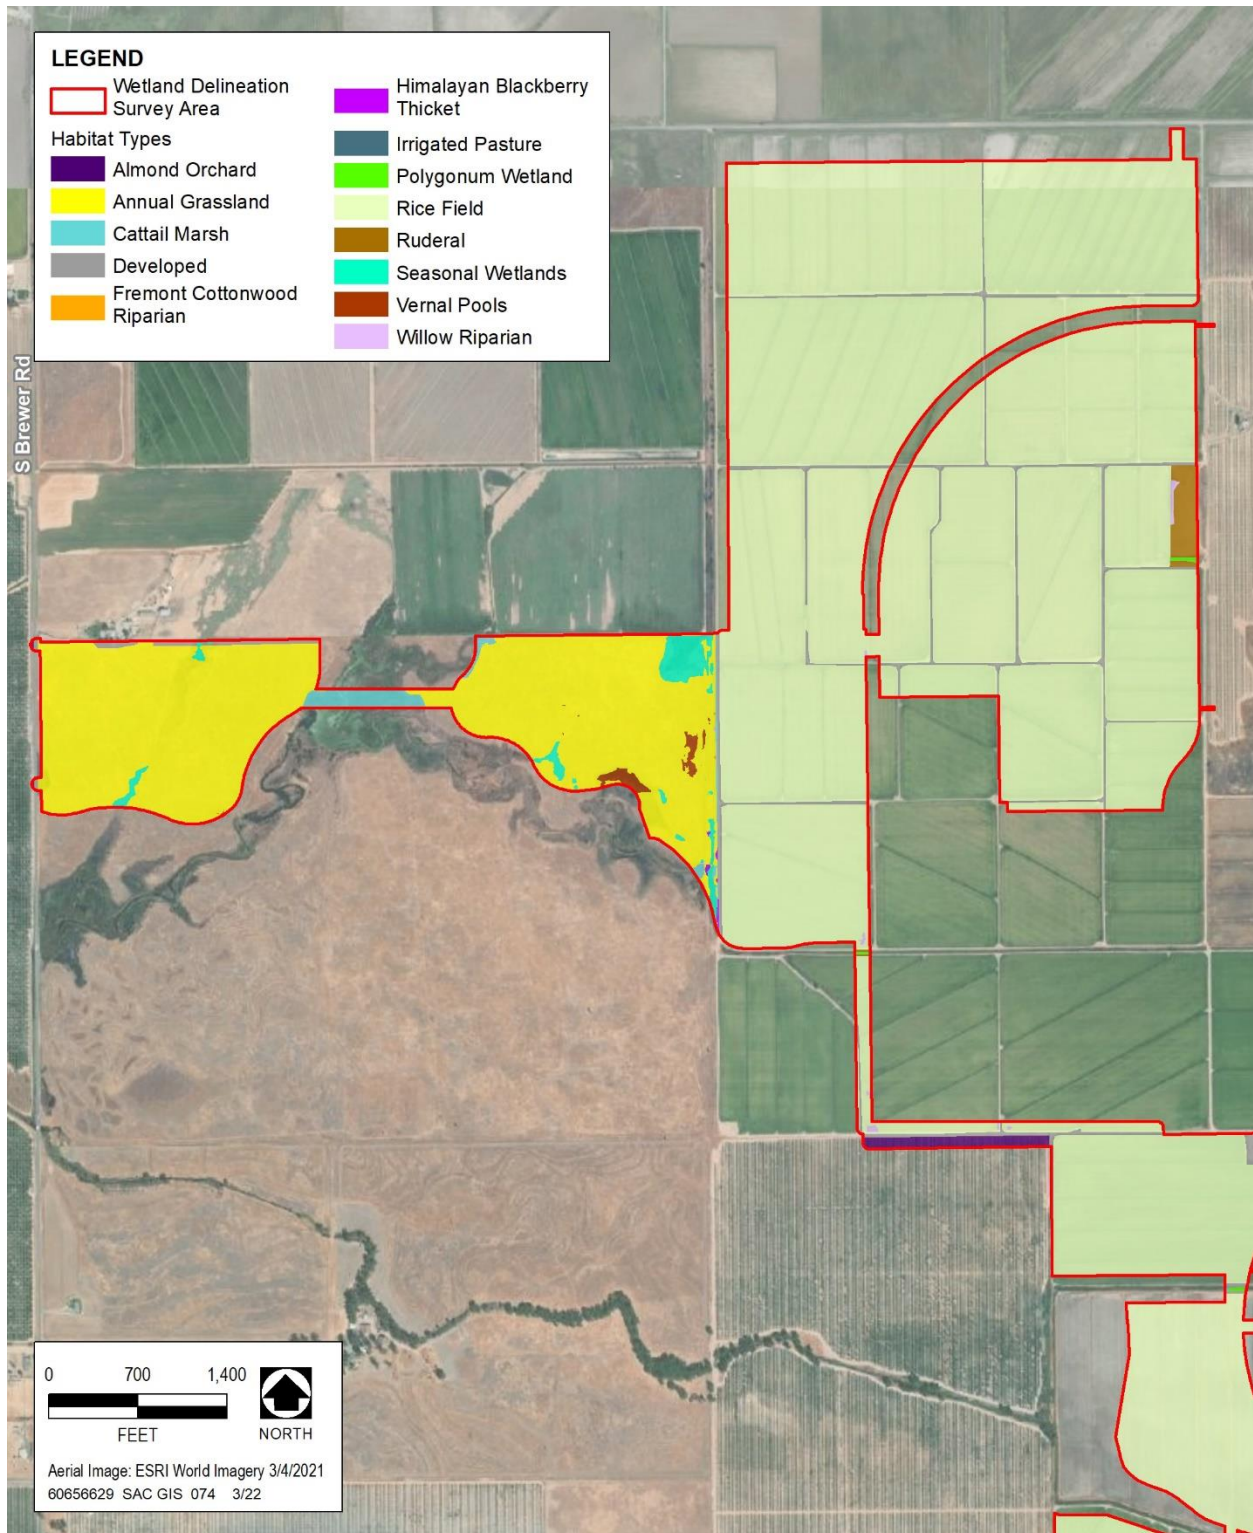 LEGEND
Wetland Delineation
Survey Area
Habitat Types
Almond Orchard
Annual Grassland
Cattail Marsh
Developed
Fremont Cottonwood
Riparian
Himalayan Blackberry
Thicket
Irrigated Pasture
Polygonum Wetland
Rice Field
Ruderal
Seasonal Wetlands
Vernal Pools
Willow Riparian
S Brewer Rd
0 700 1,400
FEET
NORTH
Aerial Image: ESRI World Imagery 3/4/2021
60656629 SAC GIS 074 3/22